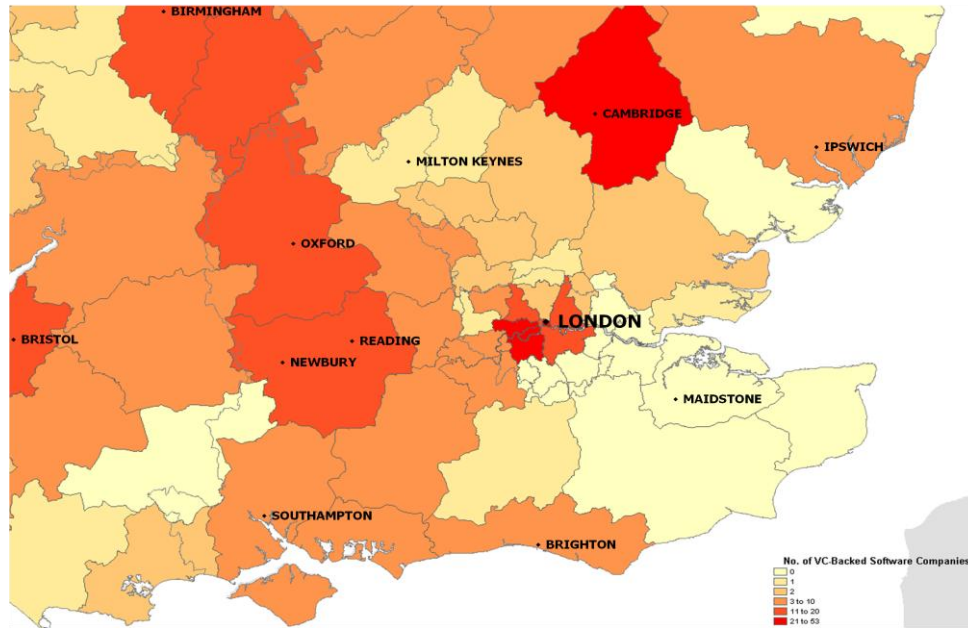 BIRMINGHAM
CAMBRIDGE
IPSWICH
MILTON KEYNES
OXFORD
LONDON
BRISTOL
READING
NEWBURY
MAIDSTONE
SOUTHAMPTON
BRIGHTON
No. of VC-Backed Software Companies
0
1
2
3 to 10
11 to 20
21 to 53